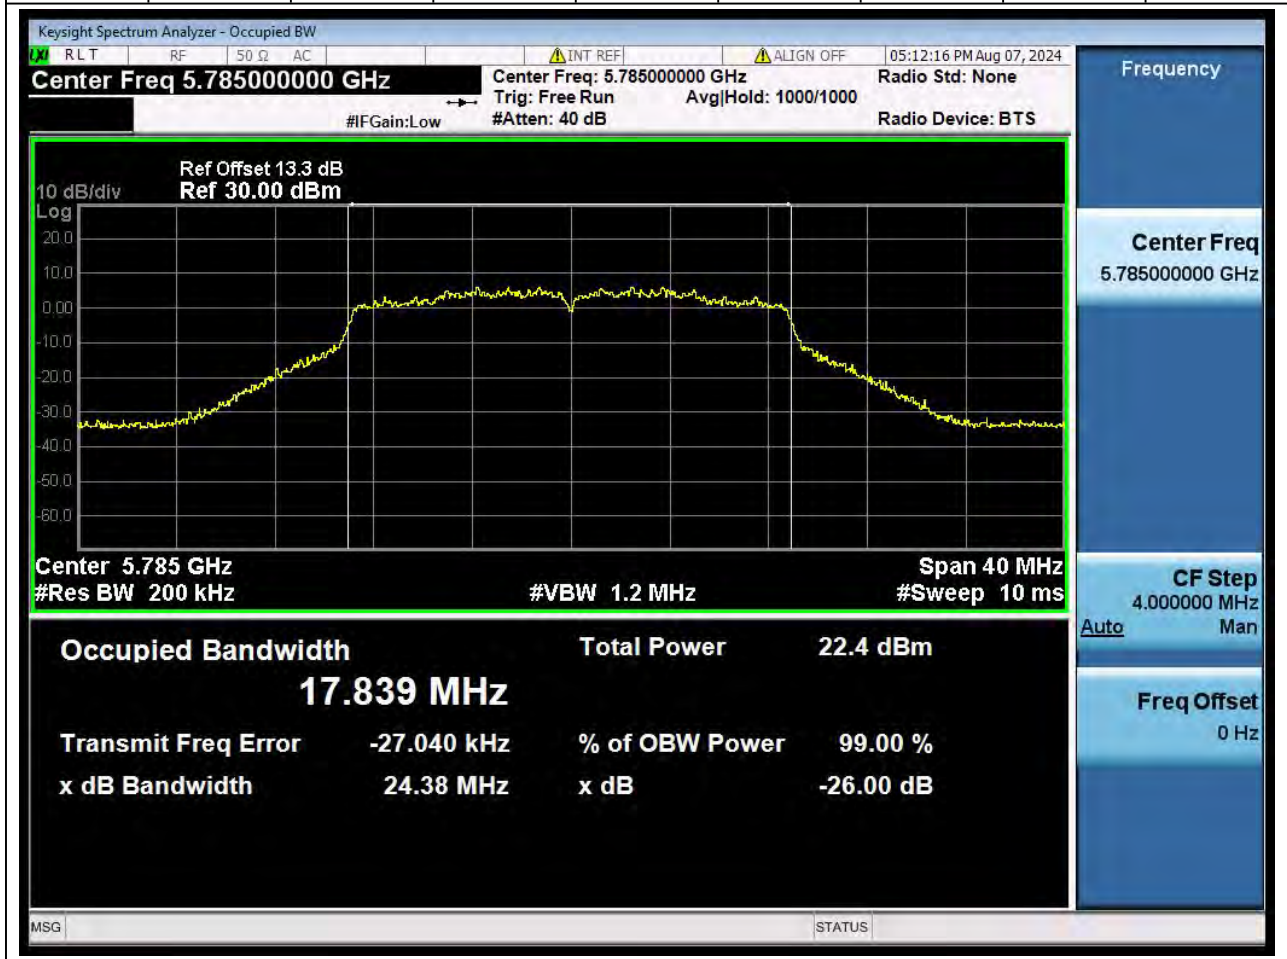 Keysight Spectrum Analyzer - Occupied BW
LXI RLT RF 50 Ω AC INT REF ALIGN OFF 05:12:16 PM Aug 07, 2024
Center Freq 5.785000000 GHz
Center Freq: 5.785000000 GHz
Radio Std: None
Trig: Free Run Avg|Hold: 1000/1000
#IFGain:Low
#Atten: 40 dB
Radio Device: BTS
Ref Offset 13.3 dB
10 dB/div Ref 30.00 dBm
Log
20.0
10.0
0.00
-10.0
-20.0
-30.0
-40.0
-50.0
-60.0
Center 5.785 GHz Span 40 MHz
#Res BW 200 kHz #VBW 1.2 MHz #Sweep 10 ms
Occupied Bandwidth Total Power 22.4 dBm
17.839 MHz
Transmit Freq Error -27.040 kHz % of OBW Power 99.00 %
x dB Bandwidth 24.38 MHz x dB -26.00 dB
MSG STATUS
Frequency
Center Freq
5.785000000 GHz
CF Step
4.000000 MHz
Auto Man
Freq Offset
0 Hz